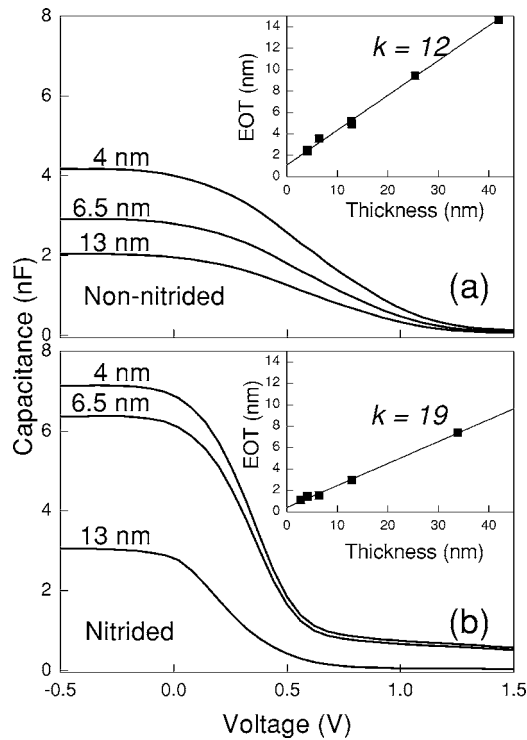 8
6
4
2
0
4 nm
6.5 nm
13 nm
Non-nitrided
(a)
k = 12
EOT (nm)
14
12
10
8
6
4
2
0
0
10
20
30
40
Thickness (nm)
Capacitance (nF)
8
6
4
2
0
4 nm
6.5 nm
13 nm
Nitrided
(b)
k = 19
EOT (nm)
14
12
10
8
6
4
2
0
0
10
20
30
40
Thickness (nm)
-0.5
0.0
0.5
1.0
1.5
Voltage (V)